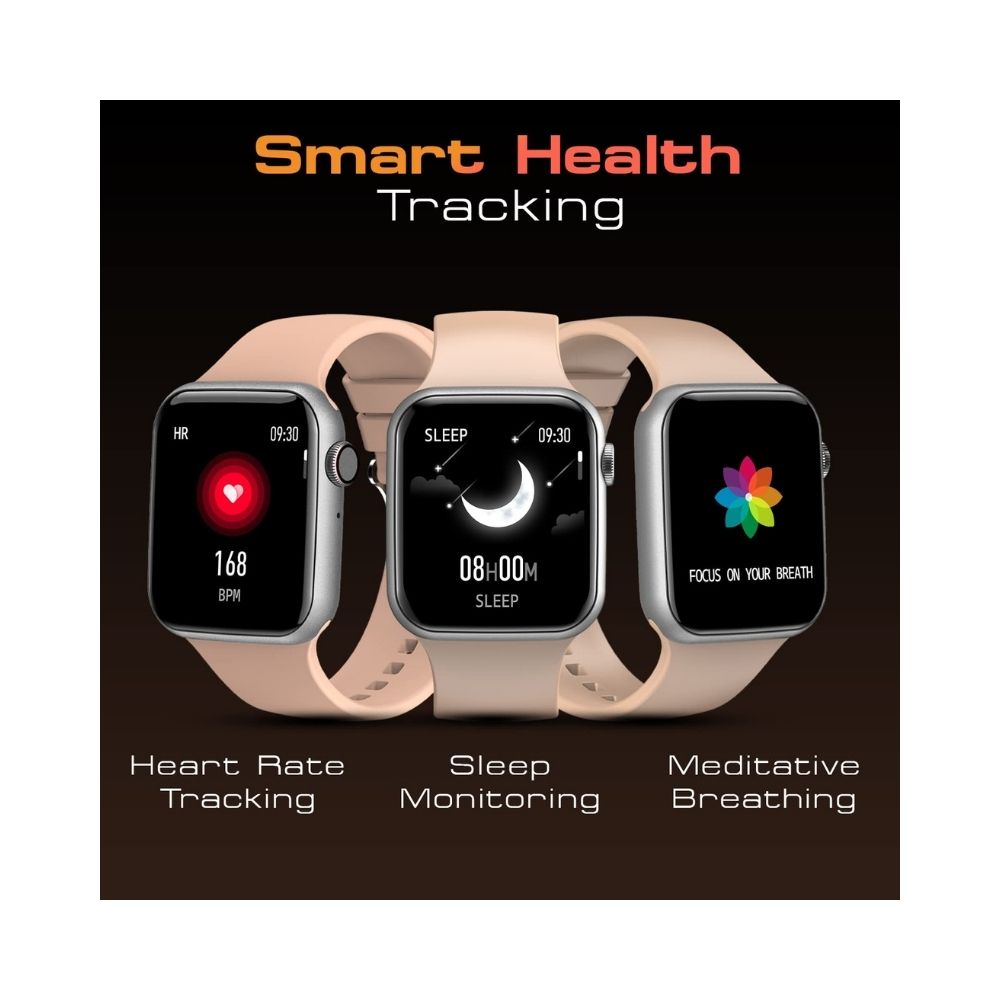 Smart Health
Tracking
HR 09:30
168
BPM
SLEEP 09:30
08H00M
SLEEP
FOCUS ON YOUR BREATH
Heart Rate
Tracking
Sleep
Monitoring
Meditative
Breathing